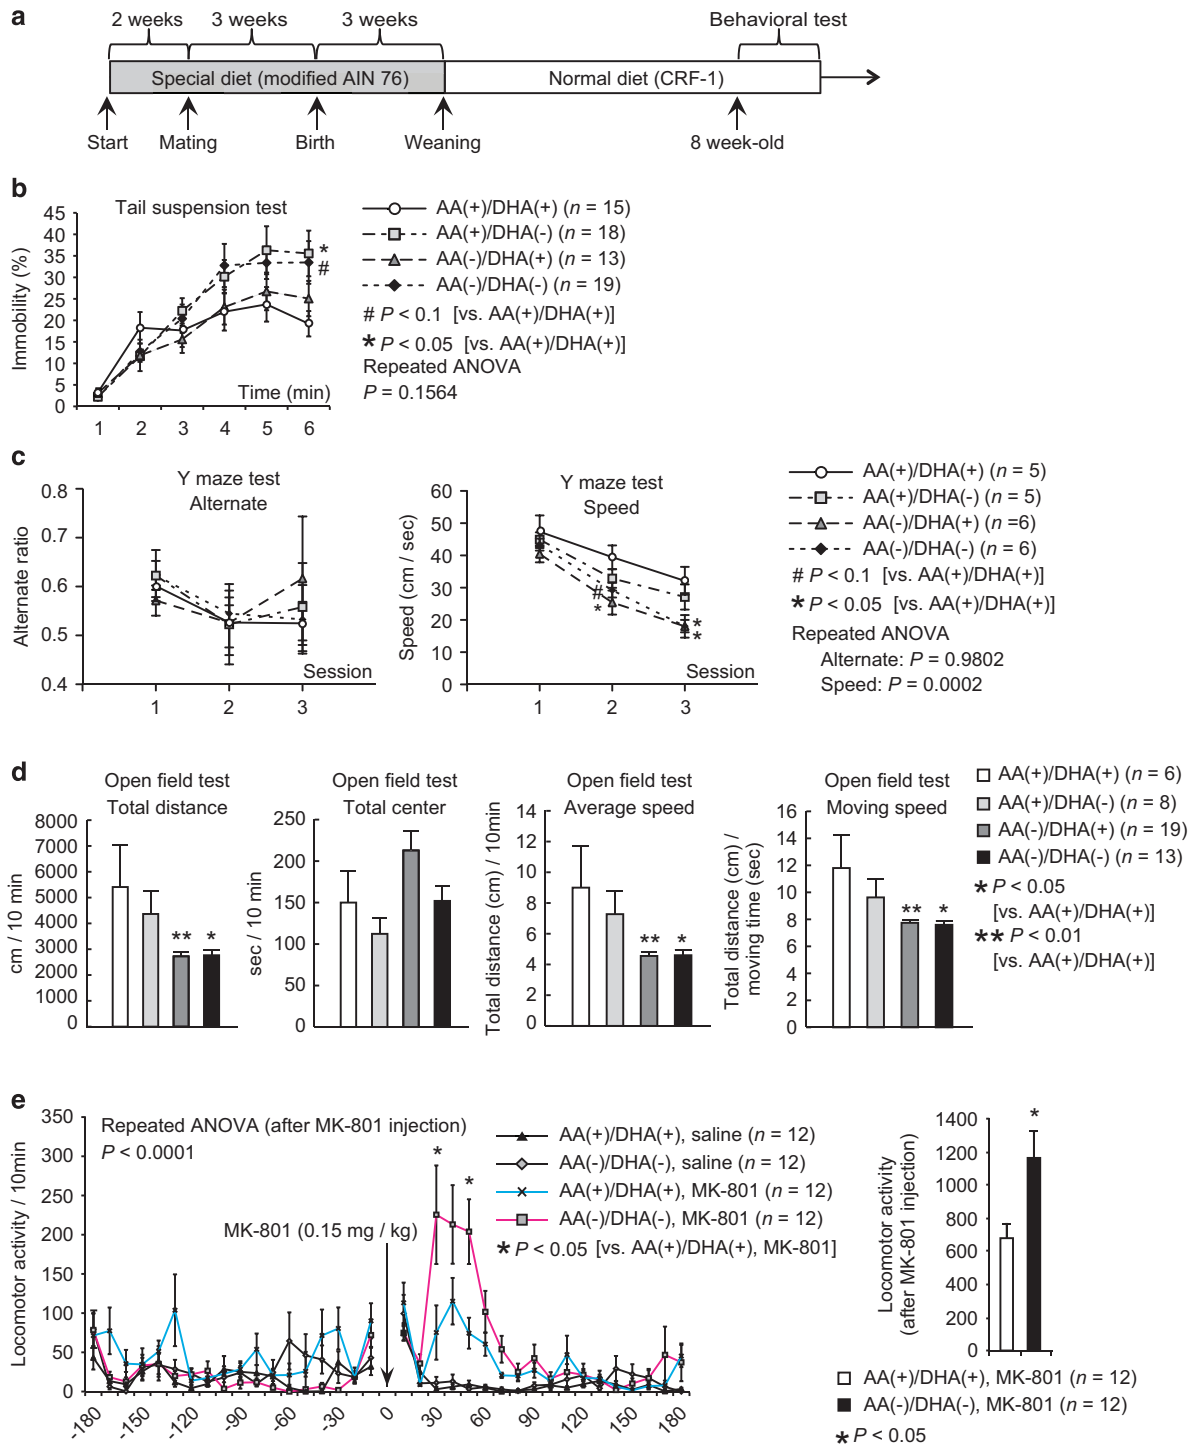 a
2 weeks
3 weeks
3 weeks
Behavioral test
Special diet (modified AIN 76)
Normal diet (CRF-1)
Start
Mating
Birth
Weaning
8 week-old
b
Tail suspension test
Immobility (%)
45
40
35
30
25
20
15
10
5
0
*
#
Time (min)
1 2 3 4 5 6
AA(+)/DHA(+) (n = 15)
AA(+)/DHA(-) (n = 18)
AA(-)/DHA(+) (n = 13)
AA(-)/DHA(-) (n = 19)
# P < 0.1 [vs. AA(+)/DHA(+)]
* P < 0.05 [vs. AA(+)/DHA(+)]
Repeated ANOVA
P = 0.1564
c
Y maze test
Alternate
Alternate ratio
0.8
0.7
0.6
0.5
0.4
Session
1 2 3
Y maze test
Speed
Speed (cm / sec)
60
50
40
30
20
10
0
#
*
*
*
Session
1 2 3
AA(+)/DHA(+) (n = 5)
AA(+)/DHA(-) (n = 5)
AA(-)/DHA(+) (n =6)
AA(-)/DHA(-) (n = 6)
# P < 0.1 [vs. AA(+)/DHA(+)]
* P < 0.05 [vs. AA(+)/DHA(+)]
Repeated ANOVA
Alternate: P = 0.9802
Speed: P = 0.0002
d
Open field test
Total distance
cm / 10 min
8000
7000
6000
5000
4000
3000
2000
1000
0
** *
Open field test
Total center
sec / 10 min
250
200
150
100
50
0
Open field test
Average speed
Total distance (cm) / 10min
14
12
10
8
6
4
2
0
** *
Open field test
Moving speed
Total distance (cm) /
moving time (sec)
16
14
12
10
8
6
4
2
0
** *
AA(+)/DHA(+) (n = 6)
AA(+)/DHA(-) (n = 8)
AA(-)/DHA(+) (n = 19)
AA(-)/DHA(-) (n = 13)
* P < 0.05
[vs. AA(+)/DHA(+)]
** P < 0.01
[vs. AA(+)/DHA(+)]
e
Locomotor activity / 10min
350
300
250
200
150
100
50
0
Repeated ANOVA (after MK-801 injection)
P < 0.0001
MK-801 (0.15 mg / kg)
*
*
-180 -150 -120 -90 -60 -30 0 30 60 90 120 150 180
AA(+)/DHA(+), saline (n = 12)
AA(-)/DHA(-), saline (n = 12)
AA(+)/DHA(+), MK-801 (n = 12)
AA(-)/DHA(-), MK-801 (n = 12)
* P < 0.05 [vs. AA(+)/DHA(+), MK-801]
Locomotor activity
(after MK-801 injection)
1400
1200
1000
800
600
400
200
0
*
AA(+)/DHA(+), MK-801 (n = 12)
AA(-)/DHA(-), MK-801 (n = 12)
* P < 0.05